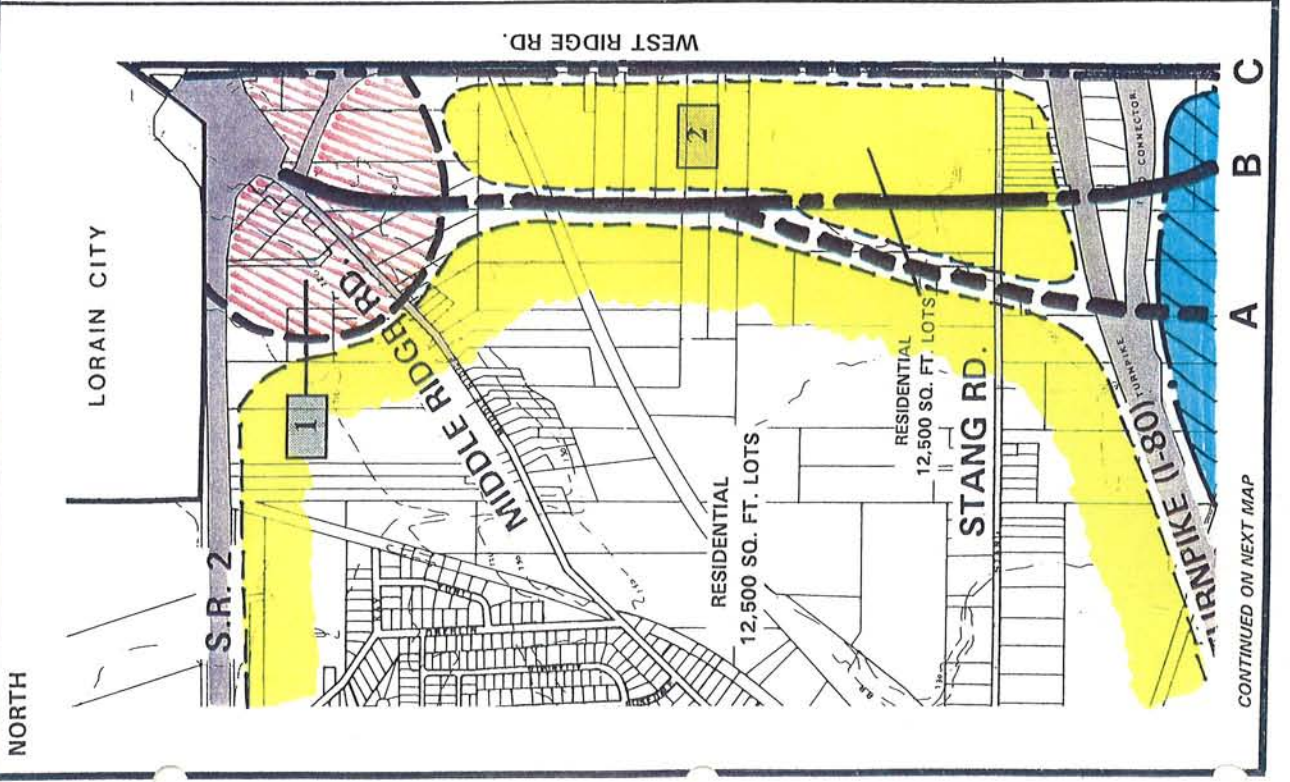 NORTH
WEST RIDGE RD.
LORAIN CITY
S.R. 2
1
2
MIDDLE RIDGE RD.
RESIDENTIAL
12,500 SQ. FT. LOTS
RESIDENTIAL
12,500 SQ. FT. LOTS
STANG RD.
TURNPIKE (I-80)
TURNPIKE
CONNECTOR
A
B
C
CONTINUED ON NEXT MAP